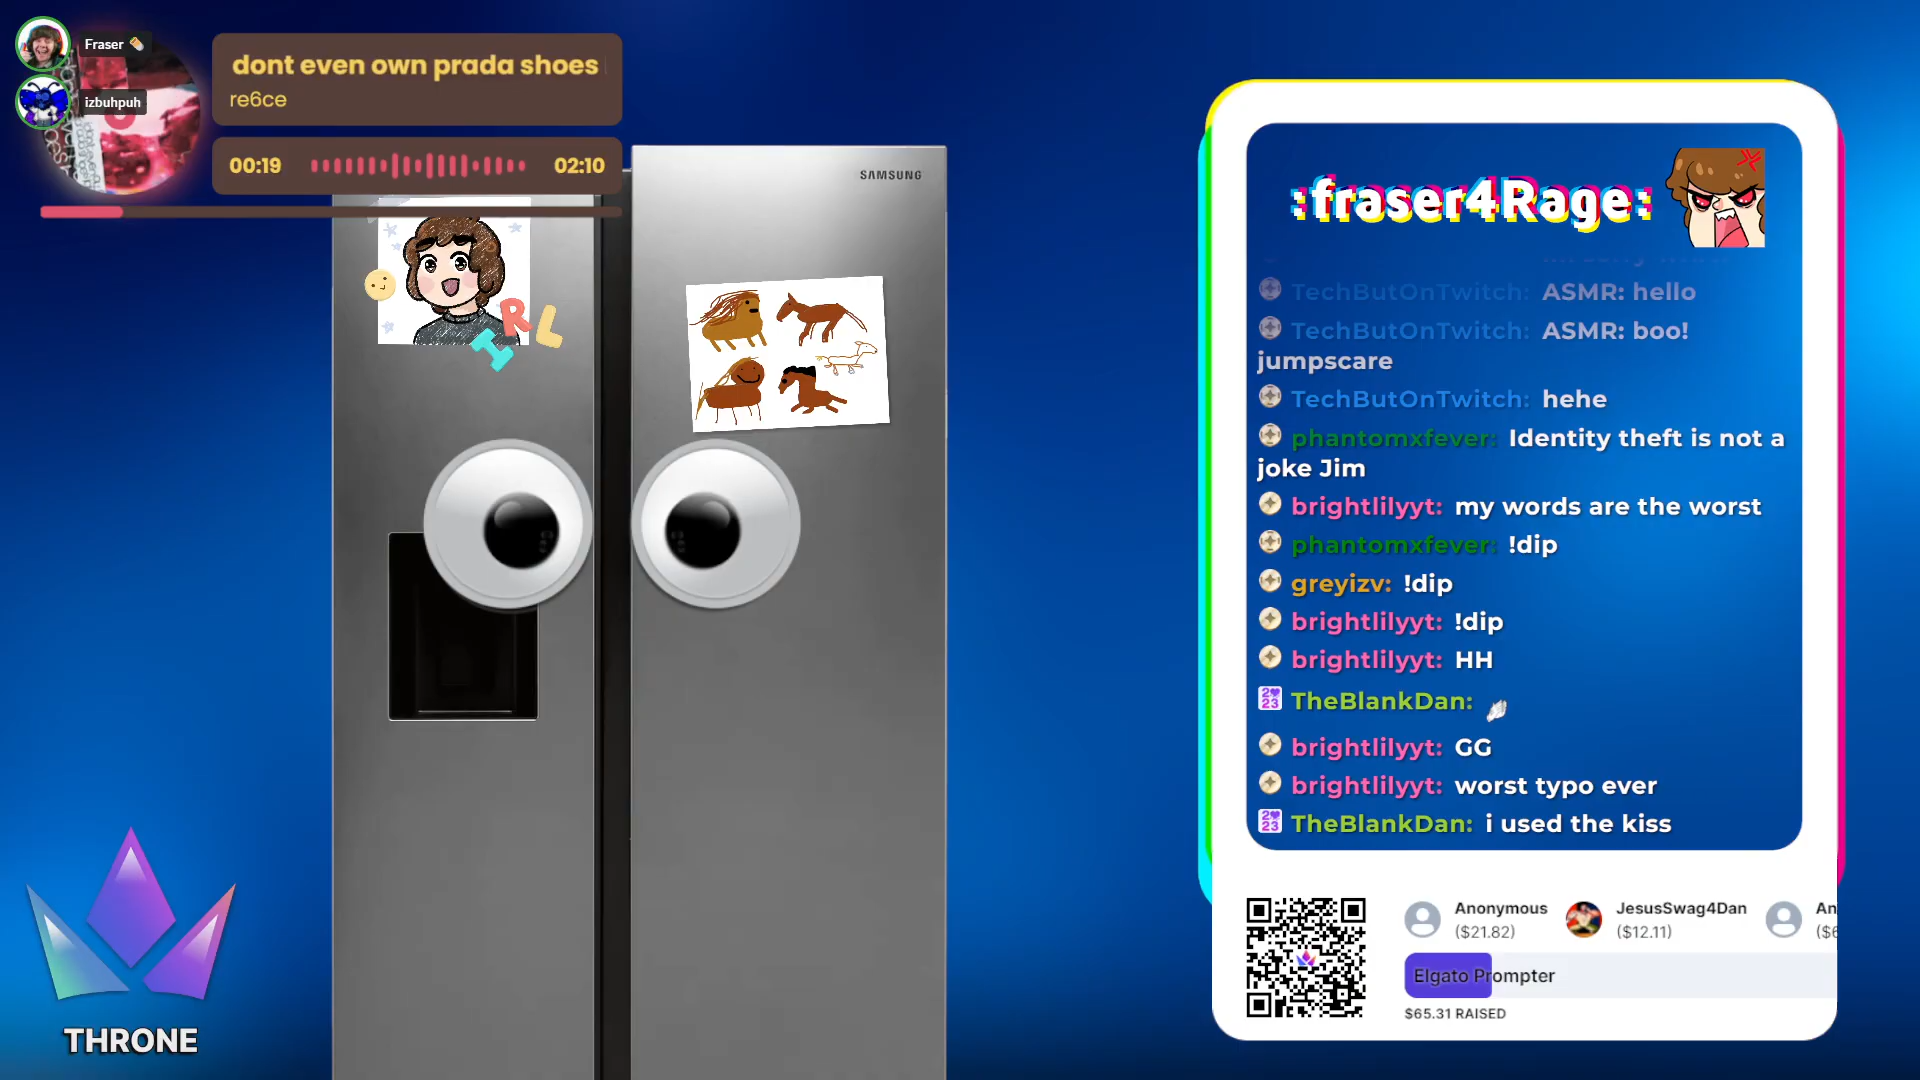 Fraser
izbuhpuh
dont even own prada shoes
re6ce
00:19
02:10
SAMSUNG
I R L
:fraser4Rage:
TechButOnTwitch: ASMR: hello
TechButOnTwitch: ASMR: boo!
jumpscare
TechButOnTwitch: hehe
phantomxfever: Identity theft is not a
joke Jim
brightlilyyt: my words are the worst
phantomxfever: !dip
greyizv: !dip
brightlilyyt: !dip
brightlilyyt: HH
2023 TheBlankDan:
brightlilyyt: GG
brightlilyyt: worst typo ever
2023 TheBlankDan: i used the kiss
Anonymous
($21.82)
JesusSwag4Dan
($12.11)
Elgato Prompter
$65.31 RAISED
THRONE